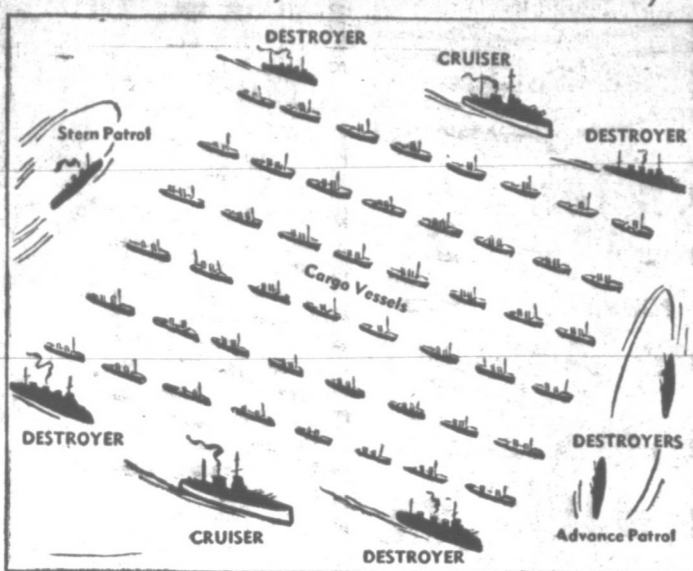 DESTROYER
CRUISER
Stern Patrol
DESTROYER
Cargo Vessels
DESTROYER
DESTROYERS
CRUISER
DESTROYER
Advance Patrol